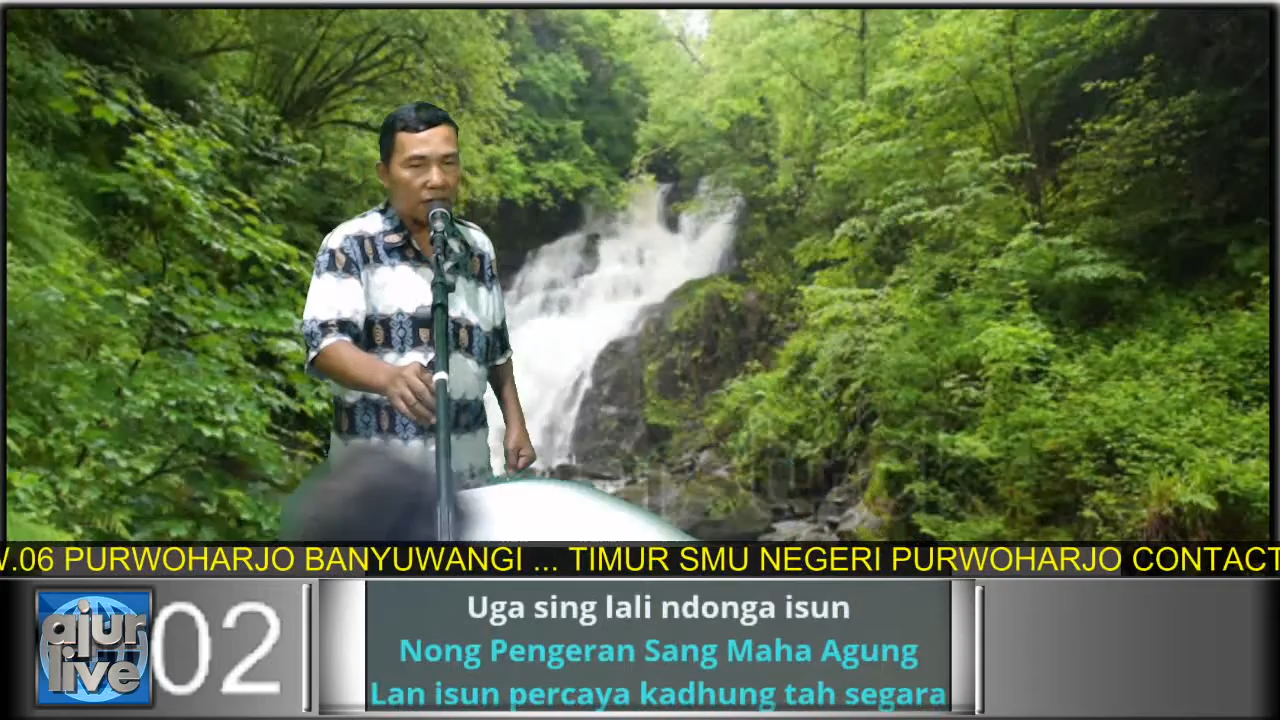 W.06 PURWOHARJO BANYUWANGI ... TIMUR SMU NEGERI PURWOHARJO CONTACT
ajur
live
02
Uga sing lali ndonga isun
Nong Pengeran Sang Maha Agung
Lan isun percaya kadhung tah segara